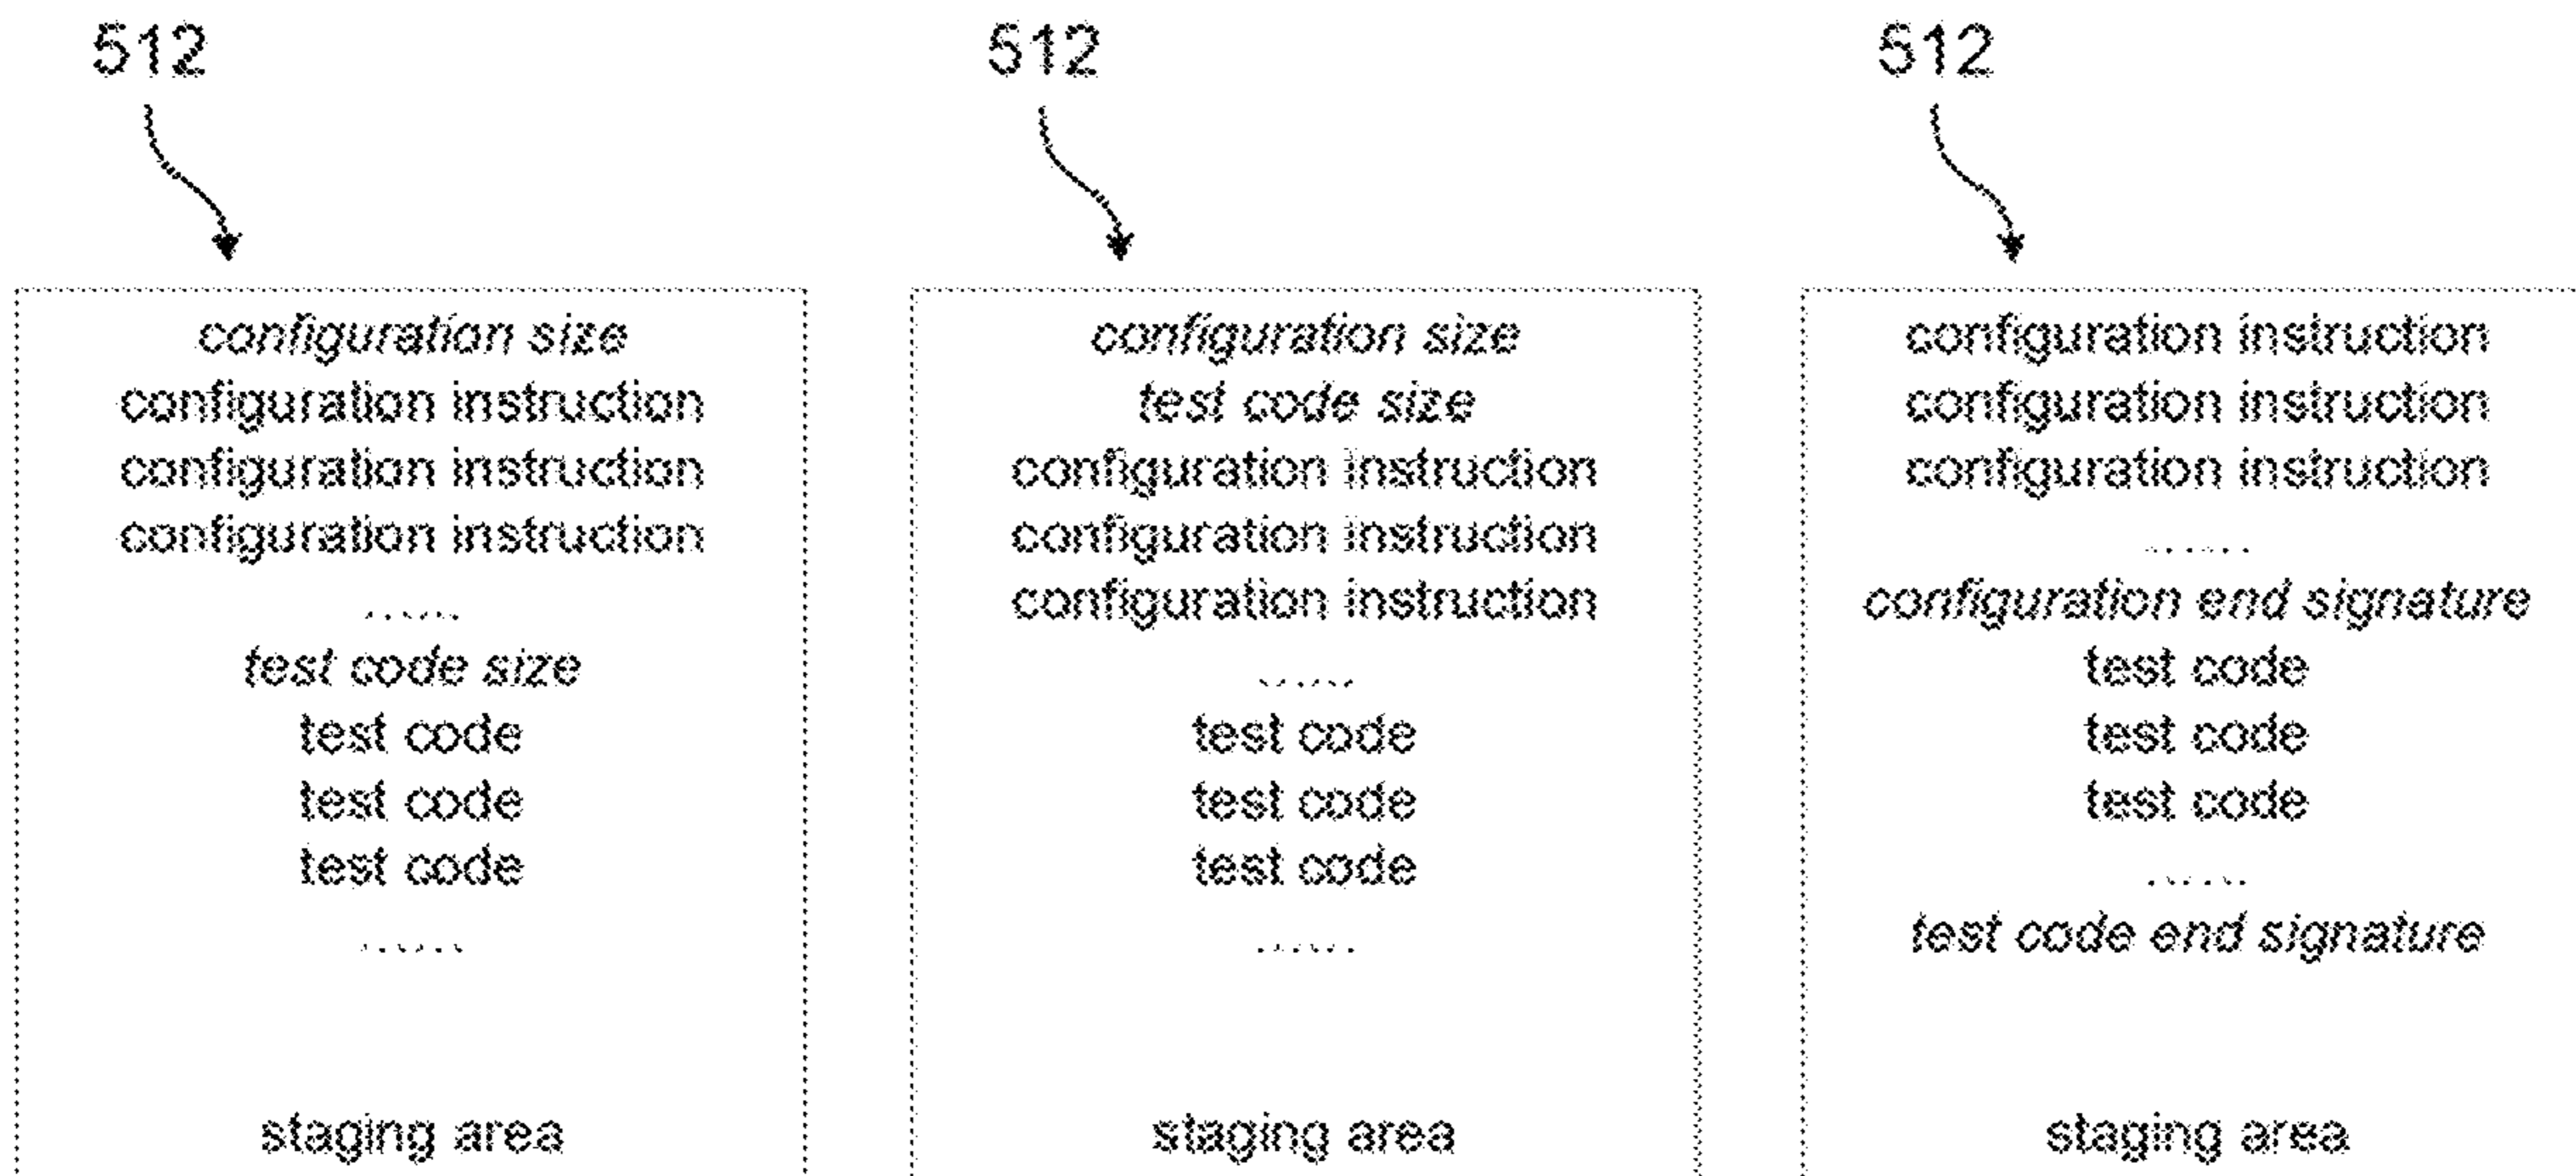 512
configuration size
configuration instruction
configuration instruction
configuration instruction
......
test code size
test code
test code
test code
......
staging area
512
configuration size
test code size
configuration instruction
configuration instruction
configuration instruction
......
test code
test code
test code
......
staging area
512
configuration instruction
configuration instruction
configuration instruction
......
configuration end signature
test code
test code
test code
......
test code end signature
staging area